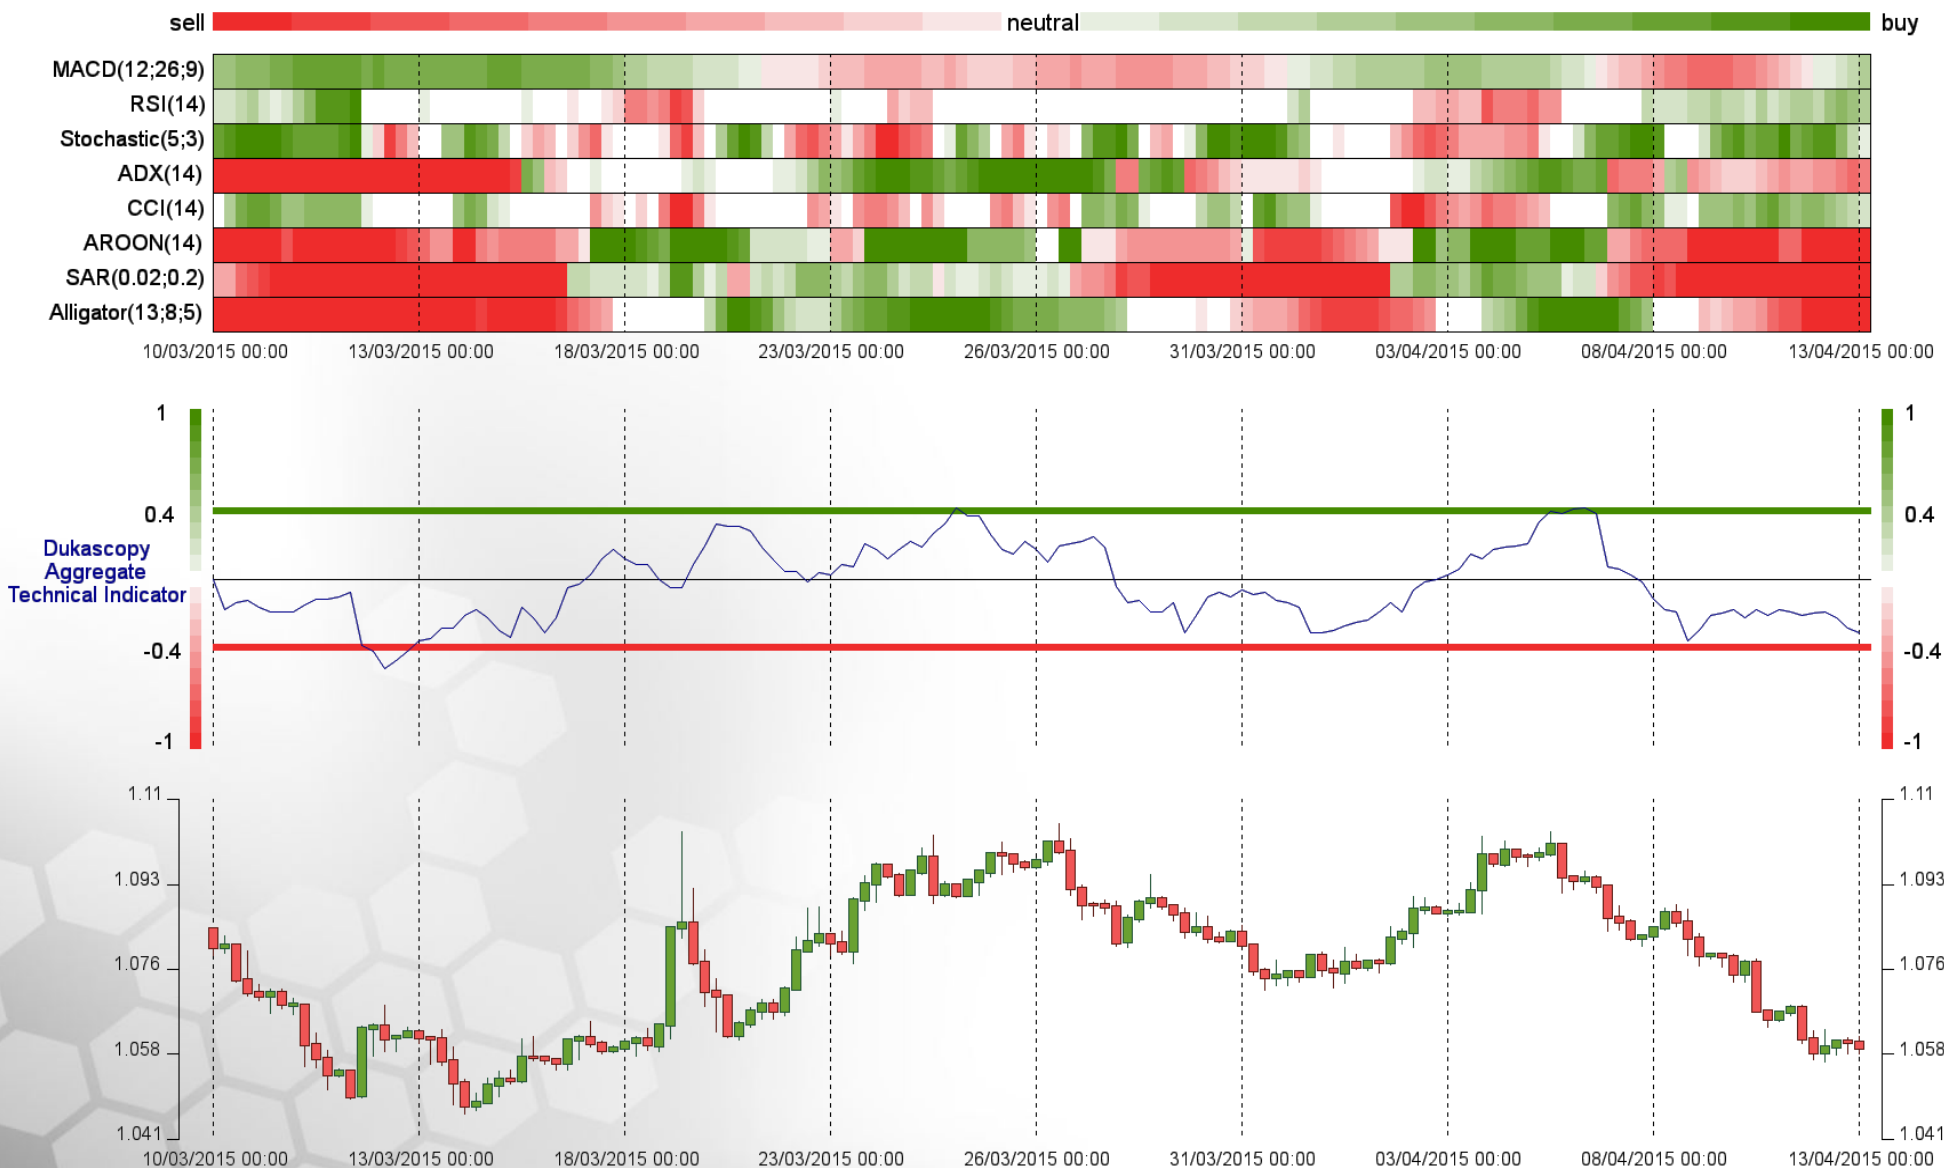 sell neutral buy
MACD(12;26;9)
RSI(14)
Stochastic(5;3)
ADX(14)
CCI(14)
AROON(14)
SAR(0.02;0.2)
Alligator(13;8;5)
10/03/2015 00:00 13/03/2015 00:00 18/03/2015 00:00 23/03/2015 00:00 26/03/2015 00:00 31/03/2015 00:00 03/04/2015 00:00 08/04/2015 00:00 13/04/2015 00:00
1 1
0.4 0.4
Dukascopy
Aggregate
Technical Indicator
-0.4 -0.4
-1 -1
1.11 1.11
1.093 1.093
1.076 1.076
1.058 1.058
1.041 1.041
10/03/2015 00:00 13/03/2015 00:00 18/03/2015 00:00 23/03/2015 00:00 26/03/2015 00:00 31/03/2015 00:00 03/04/2015 00:00 08/04/2015 00:00 13/04/2015 00:00